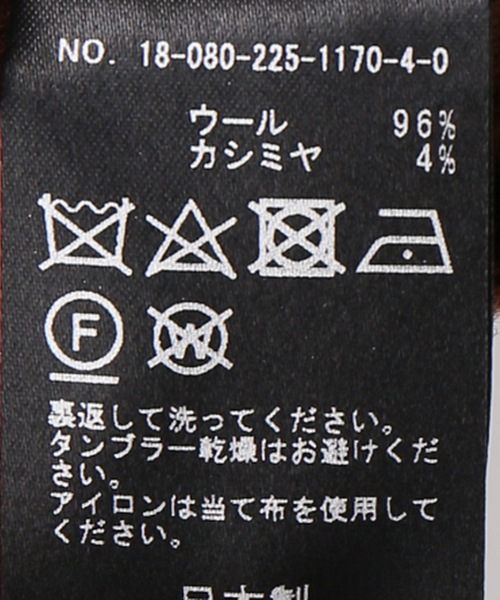 NO. 18-080-225-1170-4-0
ウール 96%
カシミヤ 4%
F
W
裏返して洗ってください。
タンブラー乾燥はお避けくだ
さい。
アイロンは当て布を使用して
ください。
日本製